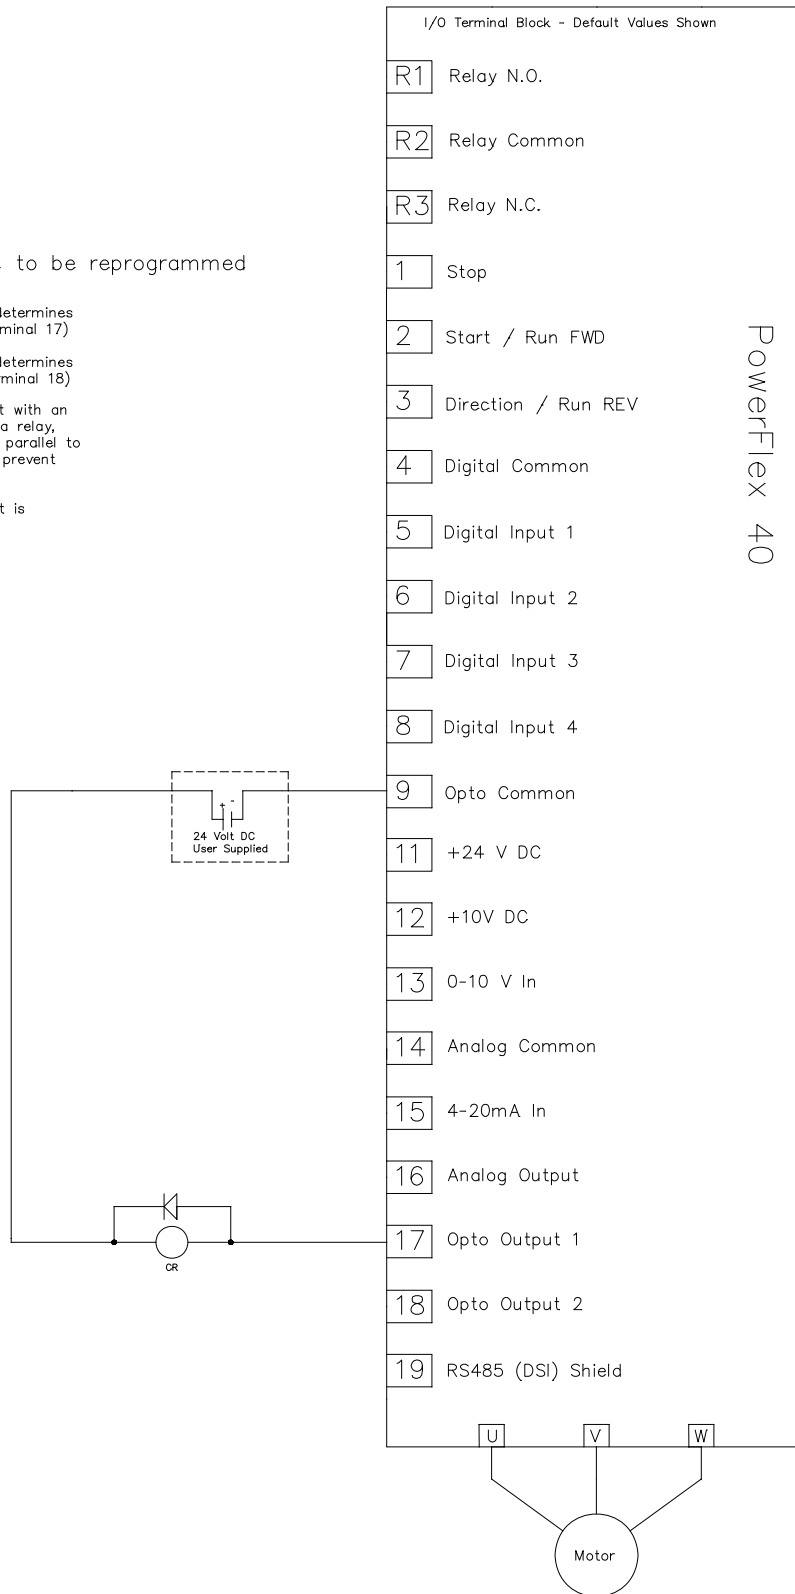 I/O Terminal Block - Default Values Shown
R1 Relay N.O.
R2 Relay Common
R3 Relay N.C.
to be reprogrammed
1 Stop
determines
minal 17)
2 Start / Run FWD
determines
rminal 18)
3 Direction / Run REV
t with an
a relay,
parallel to
prevent
4 Digital Common
t is
5 Digital Input 1
6 Digital Input 2
7 Digital Input 3
8 Digital Input 4
PowerFlex 40
9 Opto Common
+ -
24 Volt DC
User Supplied
11 +24 V DC
12 +10V DC
13 0-10 V In
14 Analog Common
15 4-20mA In
16 Analog Output
17 Opto Output 1
CR
18 Opto Output 2
19 RS485 (DSI) Shield
U V W
Motor